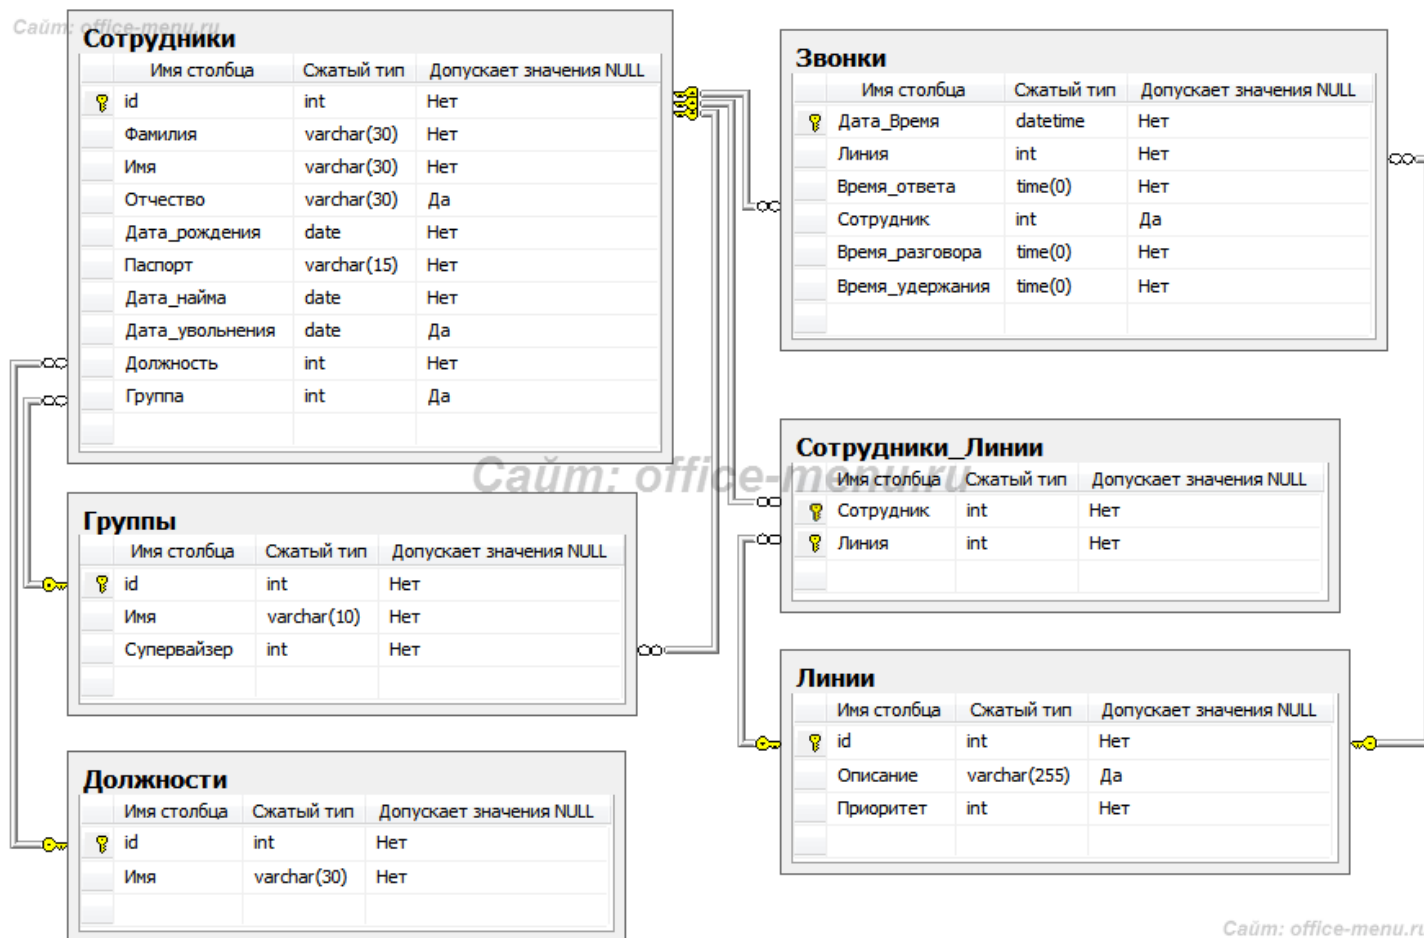 Сайт: office-menu.ru
Сотрудники
Имя столбца Сжатый тип Допускает значения NULL
id int Нет
Фамилия varchar(30) Нет
Имя varchar(30) Нет
Отчество varchar(30) Да
Дата_рождения date Нет
Паспорт varchar(15) Нет
Дата_найма date Нет
Дата_увольнения date Да
Должность int Нет
Группа int Да
Звонки
Имя столбца Сжатый тип Допускает значения NULL
Дата_Время datetime Нет
Линия int Нет
Время_ответа time(0) Нет
Сотрудник int Да
Время_разговора time(0) Нет
Время_удержания time(0) Нет
Сайт: office-menu.ru
Группы
Имя столбца Сжатый тип Допускает значения NULL
id int Нет
Имя varchar(10) Нет
Супервайзер int Нет
Сотрудники_Линии
Имя столбца Сжатый тип Допускает значения NULL
Сотрудник int Нет
Линия int Нет
Должности
Имя столбца Сжатый тип Допускает значения NULL
id int Нет
Имя varchar(30) Нет
Линии
Имя столбца Сжатый тип Допускает значения NULL
id int Нет
Описание varchar(255) Да
Приоритет int Нет
Сайт: office-menu.ru